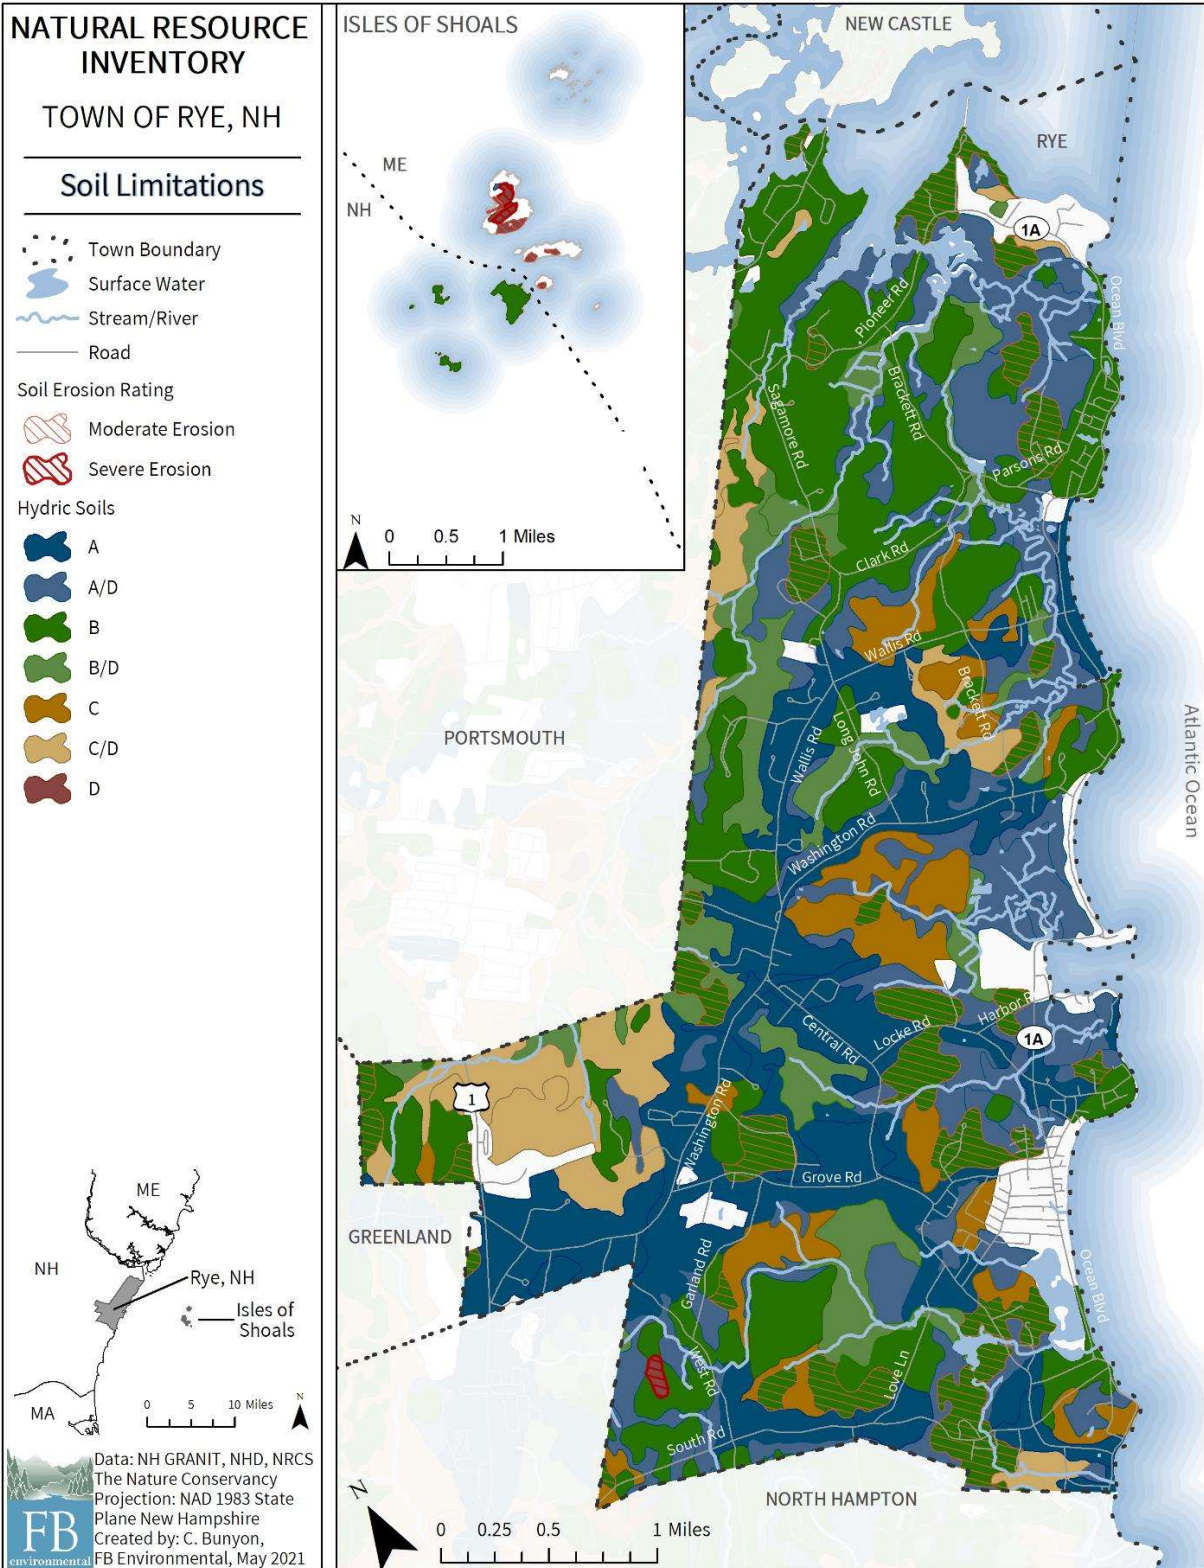 NATURAL RESOURCE
INVENTORY
TOWN OF RYE, NH
Soil Limitations
Town Boundary
Surface Water
Stream/River
Road
Soil Erosion Rating
Moderate Erosion
Severe Erosion
Hydric Soils
A
A/D
B
B/D
C
C/D
D
ME
NH
Rye, NH
Isles of
Shoals
MA
0 5 10 Miles
N
FB
environmental
Data: NH GRANIT, NHD, NRCS
The Nature Conservancy
Projection: NAD 1983 State
Plane New Hampshire
Created by: C. Bunyon,
FB Environmental, May 2021
ISLES OF SHOALS
ME
NH
N
0 0.5 1 Miles
NEW CASTLE
RYE
1A
Ocean Blvd
Pioneer Rd
Sagamore Rd
Brackett Rd
Parsons Rd
Clark Rd
Wallis Rd
Brackett Rd
PORTSMOUTH
Long John Rd
Wallis Rd
Atlantic Ocean
Washington Rd
Central Rd
Locke Rd
Harbor R
1A
1
Washington Rd
Grove Rd
GREENLAND
Garland Rd
Ocean Blvd
West Rd
Love Ln
South Rd
NORTH HAMPTON
N
0 0.25 0.5 1 Miles